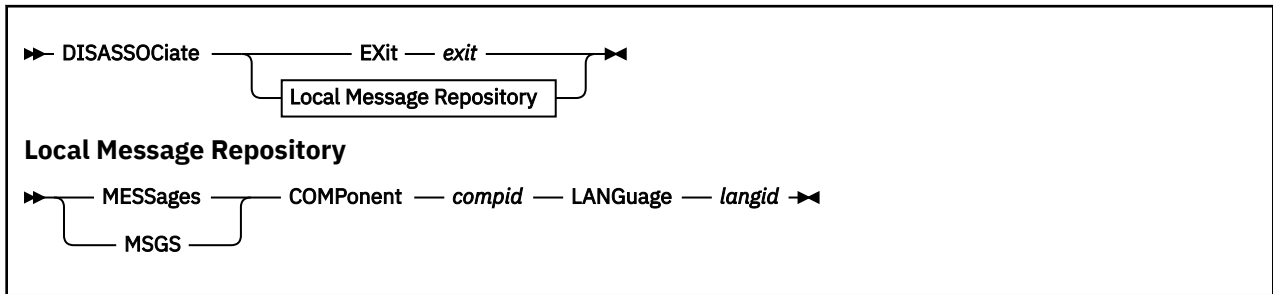 DISASSOCiate EXit exit
Local Message Repository
Local Message Repository
MESSages COMPonent compid LANGuage langid
MSGS